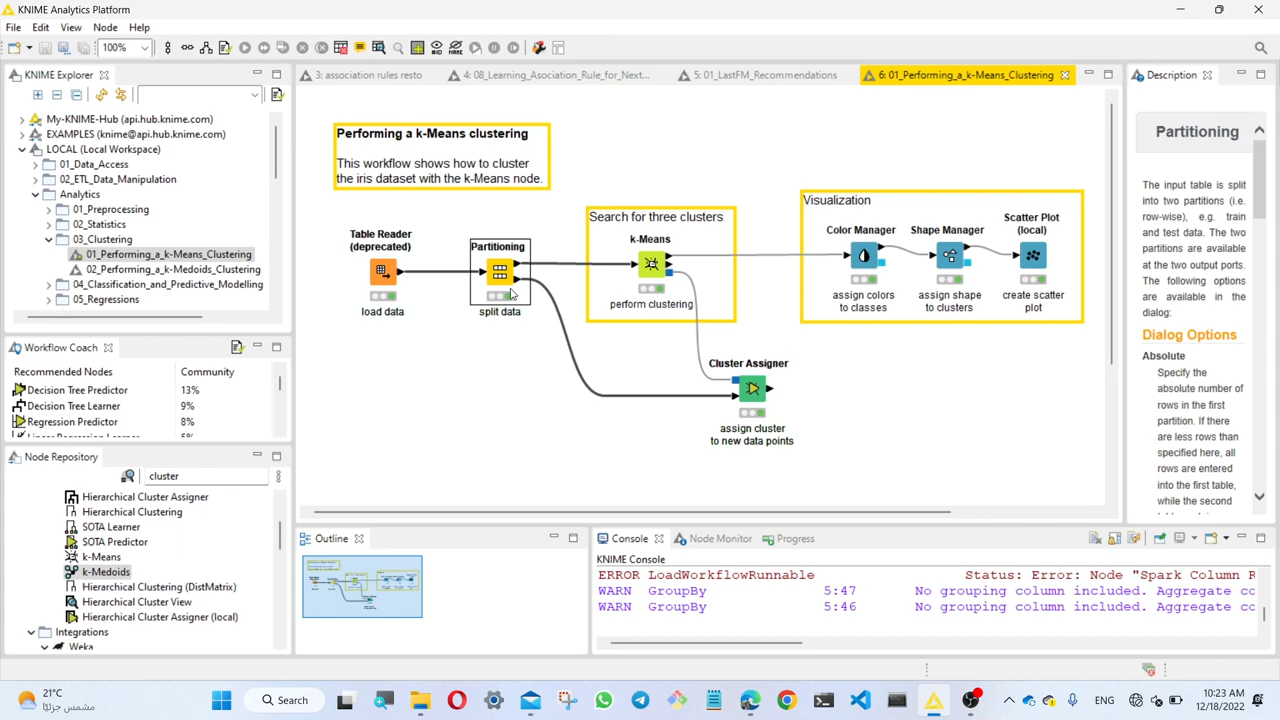 KNIME Analytics Platform
File Edit View Node Help
100%
KNIME Explorer
3: association rules resto
4: 08_Learning_Asociation_Rule_for_Next...
5: 01_LastFM_Recommendations
6: 01_Performing_a_k-Means_Clustering
Description
My-KNIME-Hub (api.hub.knime.com)
EXAMPLES (knime@api.hub.knime.com)
LOCAL (Local Workspace)
01_Data_Access
02_ETL_Data_Manipulation
Analytics
01_Preprocessing
02_Statistics
03_Clustering
01_Performing_a_k-Means_Clustering
02_Performing_a_k-Medoids_Clustering
04_Classification_and_Predictive_Modelling
05_Regressions
Workflow Coach
Recommended Nodes Community
Decision Tree Predictor 13%
Decision Tree Learner 9%
Regression Predictor 8%
Node Repository
cluster
Hierarchical Cluster Assigner
Hierarchical Clustering
SOTA Learner
SOTA Predictor
k-Means
k-Medoids
Hierarchical Clustering (DistMatrix)
Hierarchical Cluster View
Hierarchical Cluster Assigner (local)
Integrations
Weka
Performing a k-Means clustering
This workflow shows how to cluster
the iris dataset with the k-Means node.
Table Reader
(deprecated)
load data
Partitioning
split data
Search for three clusters
k-Means
perform clustering
Cluster Assigner
assign cluster
to new data points
Visualization
Color Manager
assign colors
to classes
Shape Manager
assign shape
to clusters
Scatter Plot
(local)
create scatter
plot
Partitioning
The input table is split
into two partitions (i.e.
row-wise), e.g. train
and test data. The two
partitions are available
at the two output ports.
The following options
are available in the
dialog:
Dialog Options
Absolute
Specify the
absolute number of
rows in the first
partition. If there
are less rows than
specified here, all
rows are entered
into the first table,
while the second
Outline
Console Node Monitor Progress
KNIME Console
ERROR LoadWorkflowRunnable Status: Error: Node "Spark Column R
WARN GroupBy 5:47 No grouping column included. Aggregate co
WARN GroupBy 5:46 No grouping column included. Aggregate co
21°C
مشمس جزئيًا
Search
ENG
10:23 AM
12/18/2022